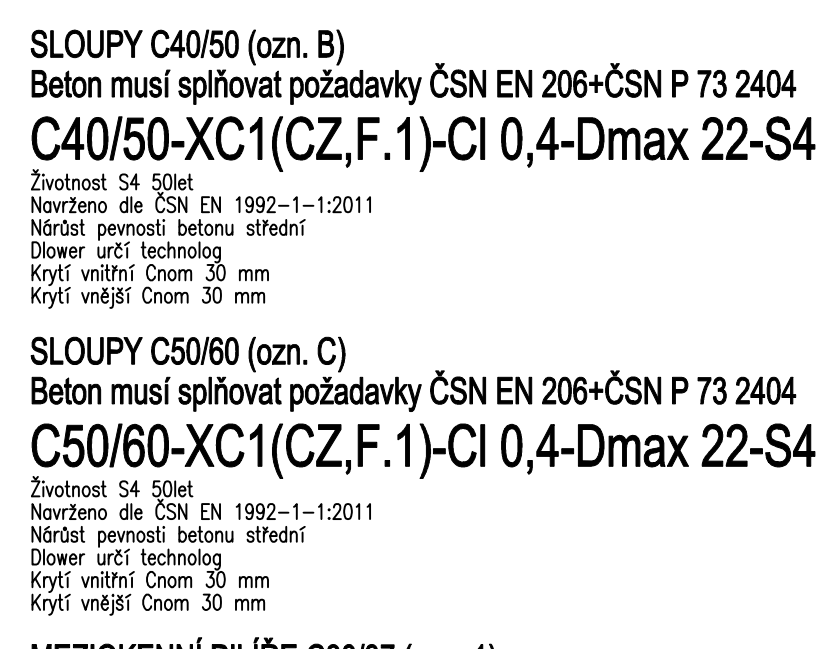 SLOUPY C40/50 (ozn. B)
Beton musí splňovat požadavky ČSN EN 206+ČSN P 73 2404
C40/50-XC1(CZ,F.1)-Cl 0,4-Dmax 22-S4
Životnost S4 50let
Navrženo dle ČSN EN 1992-1-1:2011
Nárůst pevnosti betonu střední
Dlower určí technolog
Krytí vnitřní Cnom 30 mm
Krytí vnější Cnom 30 mm
SLOUPY C50/60 (ozn. C)
Beton musí splňovat požadavky ČSN EN 206+ČSN P 73 2404
C50/60-XC1(CZ,F.1)-Cl 0,4-Dmax 22-S4
Životnost S4 50let
Navrženo dle ČSN EN 1992-1-1:2011
Nárůst pevnosti betonu střední
Dlower určí technolog
Krytí vnitřní Cnom 30 mm
Krytí vnější Cnom 30 mm